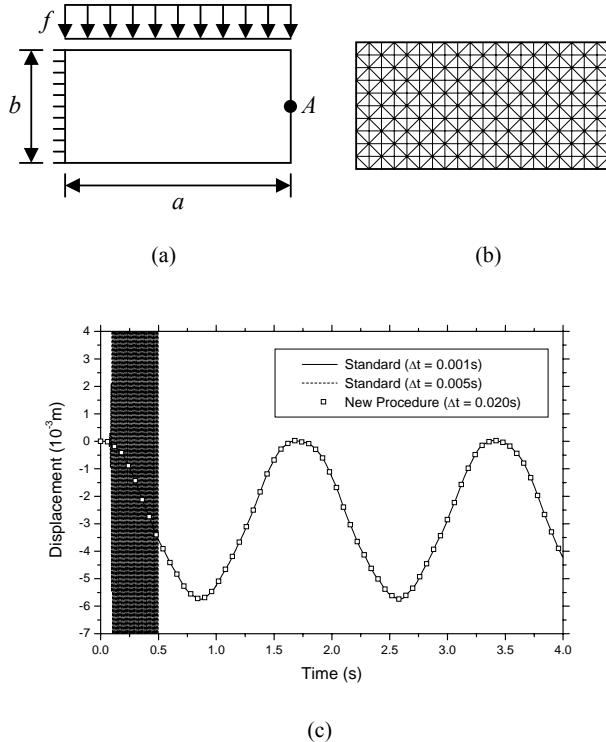 f
b
A
a
(a)
(b)
4
3
2
1
0
-1
-2
-3
-4
-5
-6
-7
Displacement (10⁻³m)
Standard (Δt = 0.001s)
Standard (Δt = 0.005s)
New Procedure (Δt = 0.020s)
0.0 0.5 1.0 1.5 2.0 2.5 3.0 3.5 4.0
Time (s)
(c)